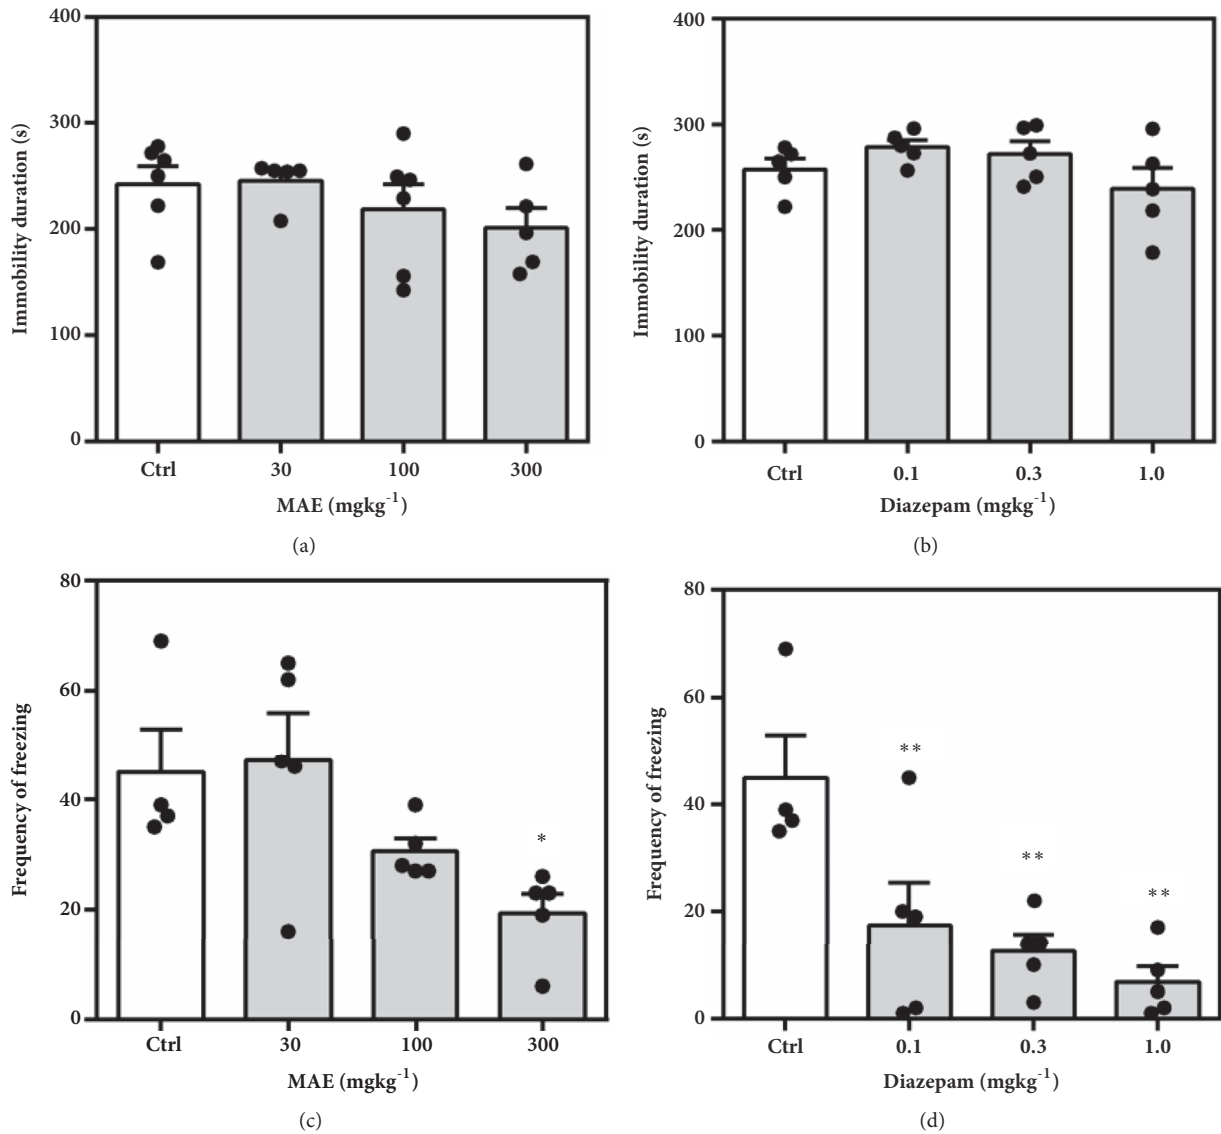 400
300
200
100
0
Immobility duration (s)
Ctrl 30 100 300
MAE (mgkg-1)
(a)
400
300
200
100
0
Immobility duration (s)
Ctrl 0.1 0.3 1.0
Diazepam (mgkg-1)
(b)
80
60
40
20
0
Frequency of freezing
*
Ctrl 30 100 300
MAE (mgkg-1)
(c)
80
60
40
20
0
Frequency of freezing
**
**
**
Ctrl 0.1 0.3 1.0
Diazepam (mgkg-1)
(d)